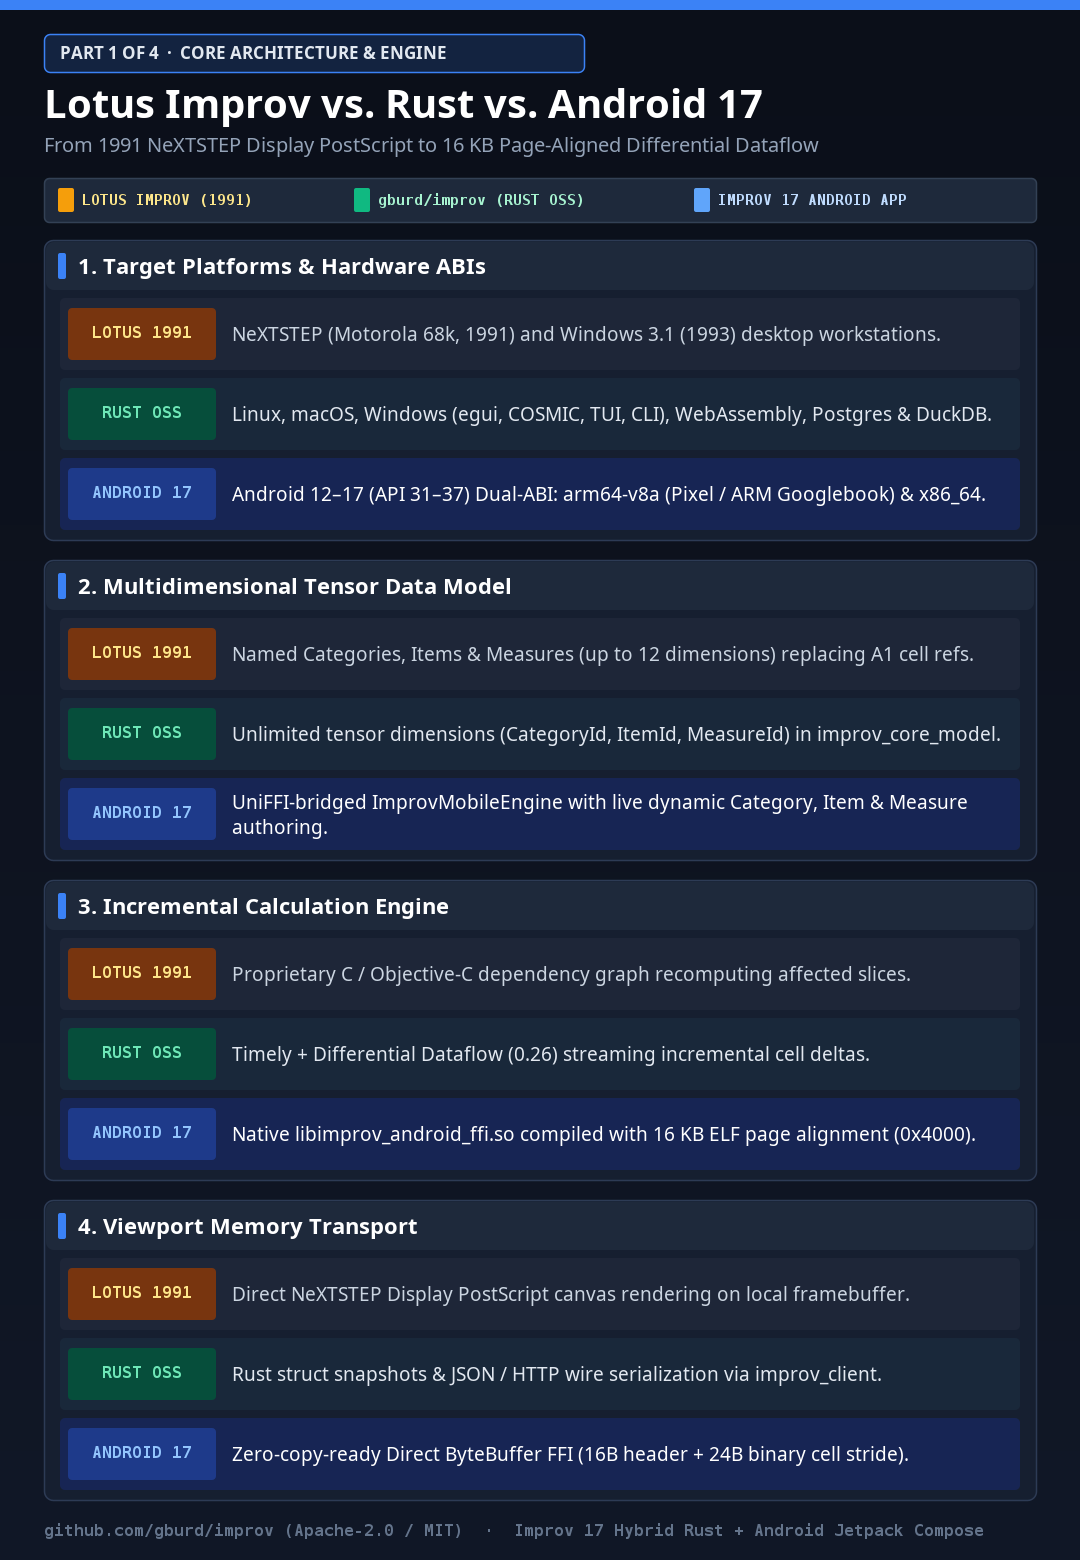 PART 1 OF 4 · CORE ARCHITECTURE & ENGINE
Lotus Improv vs. Rust vs. Android 17
From 1991 NeXTSTEP Display PostScript to 16 KB Page-Aligned Differential Dataflow
LOTUS IMPROV (1991)
gburd/improv (RUST OSS)
IMPROV 17 ANDROID APP
1. Target Platforms & Hardware ABIs
LOTUS 1991
NeXTSTEP (Motorola 68k, 1991) and Windows 3.1 (1993) desktop workstations.
RUST OSS
Linux, macOS, Windows (egui, COSMIC, TUI, CLI), WebAssembly, Postgres & DuckDB.
ANDROID 17
Android 12–17 (API 31–37) Dual-ABI: arm64-v8a (Pixel / ARM Googlebook) & x86_64.
2. Multidimensional Tensor Data Model
LOTUS 1991
Named Categories, Items & Measures (up to 12 dimensions) replacing A1 cell refs.
RUST OSS
Unlimited tensor dimensions (CategoryId, ItemId, MeasureId) in improv_core_model.
ANDROID 17
UniFFI-bridged ImprovMobileEngine with live dynamic Category, Item & Measure
authoring.
3. Incremental Calculation Engine
LOTUS 1991
Proprietary C / Objective-C dependency graph recomputing affected slices.
RUST OSS
Timely + Differential Dataflow (0.26) streaming incremental cell deltas.
ANDROID 17
Native libimprov_android_ffi.so compiled with 16 KB ELF page alignment (0x4000).
4. Viewport Memory Transport
LOTUS 1991
Direct NeXTSTEP Display PostScript canvas rendering on local framebuffer.
RUST OSS
Rust struct snapshots & JSON / HTTP wire serialization via improv_client.
ANDROID 17
Zero-copy-ready Direct ByteBuffer FFI (16B header + 24B binary cell stride).
github.com/gburd/improv (Apache-2.0 / MIT) · Improv 17 Hybrid Rust + Android Jetpack Compose